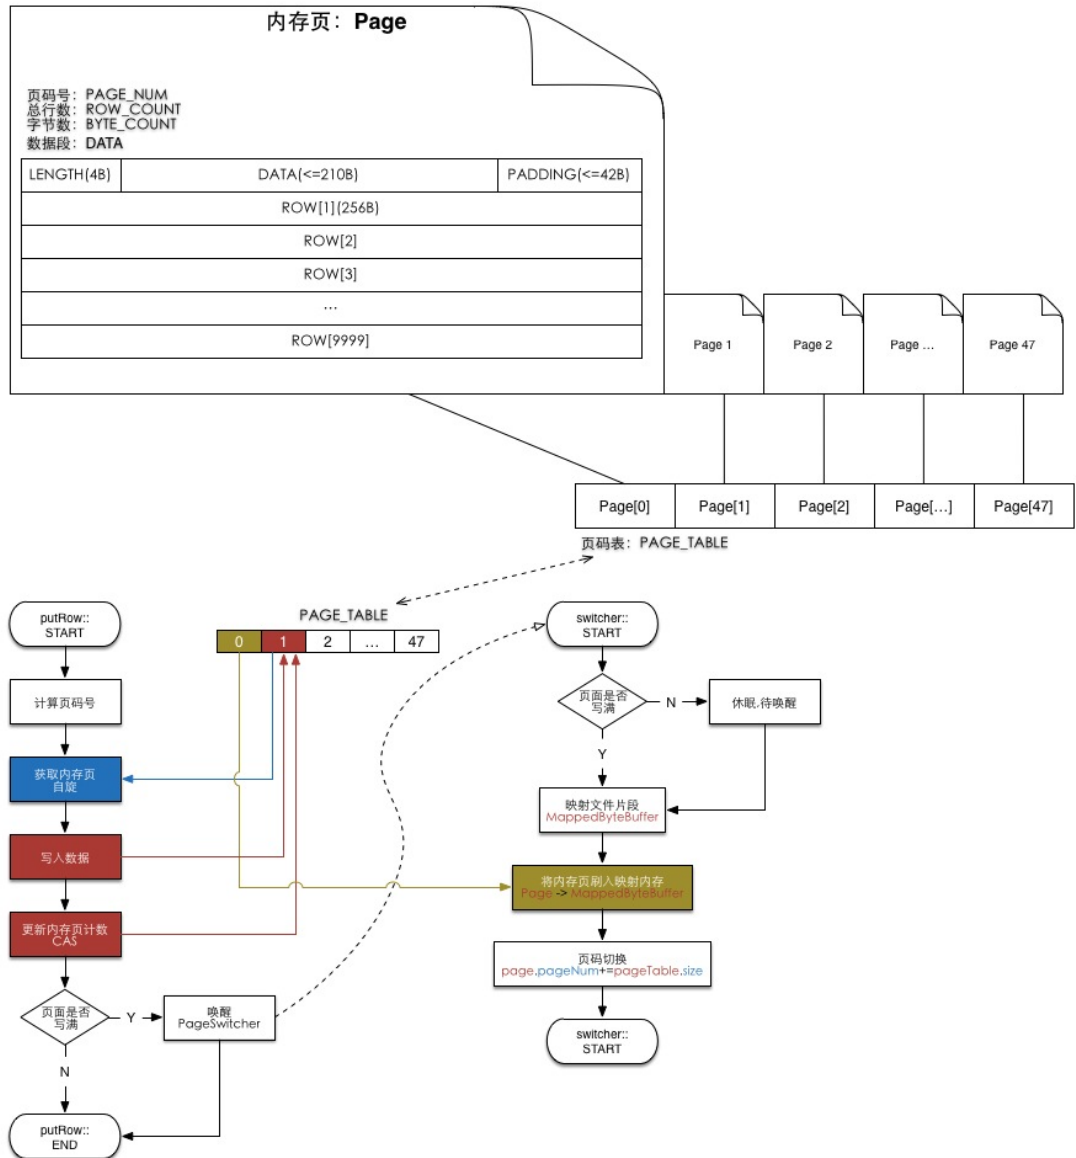 内存页：Page
页码号：PAGE_NUM
总行数：ROW_COUNT
字节数：BYTE_COUNT
数据段：DATA
LENGTH(4B) DATA(<=210B) PADDING(<=42B)
ROW[1](256B)
ROW[2]
ROW[3]
...
ROW[9999]
Page 1 Page 2 Page ... Page 47
Page[0] Page[1] Page[2] Page[...] Page[47]
页码表：PAGE_TABLE
PAGE_TABLE
0 1 2 ... 47
putRow::
START
计算页码号
获取内存页
自旋
写入数据
更新内存页计数
CAS
页面是否
写满
Y
唤醒
PageSwitcher
N
putRow::
END
switcher::
START
页面是否
写满
N
休眠,待唤醒
Y
映射文件片段
MappedByteBuffer
将内存页刷入映射内存
Page -> MappedByteBuffer
页码切换
page.pageNum+=pageTable.size
switcher::
START